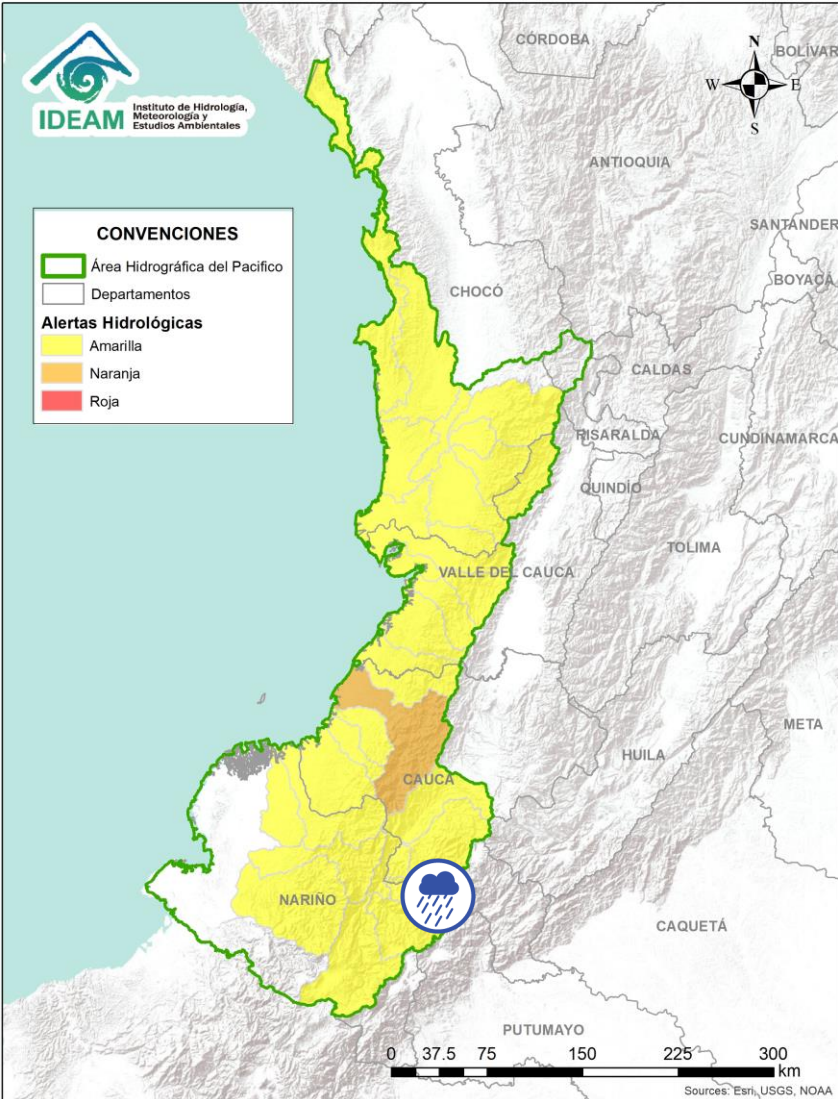 IDEAM
Instituto de Hidrología,
Meteorología y
Estudios Ambientales
CÓRDOBA
BOLÍVAR
N
W
E
S
ANTIOQUIA
SANTANDER
BOYACÁ
CONVENCIONES
Área Hidrográfica del Pacifico
Departamentos
Alertas Hidrológicas
Amarilla
Naranja
Roja
CHOCÓ
CALDAS
RISARALDA
CUNDINAMARCA
QUINDÍO
TOLIMA
VALLE DEL CAUCA
META
HUILA
CAUCA
NARIÑO
CAQUETÁ
PUTUMAYO
0 37.5 75 150 225 300
km
Sources: Esri, USGS, NOAA